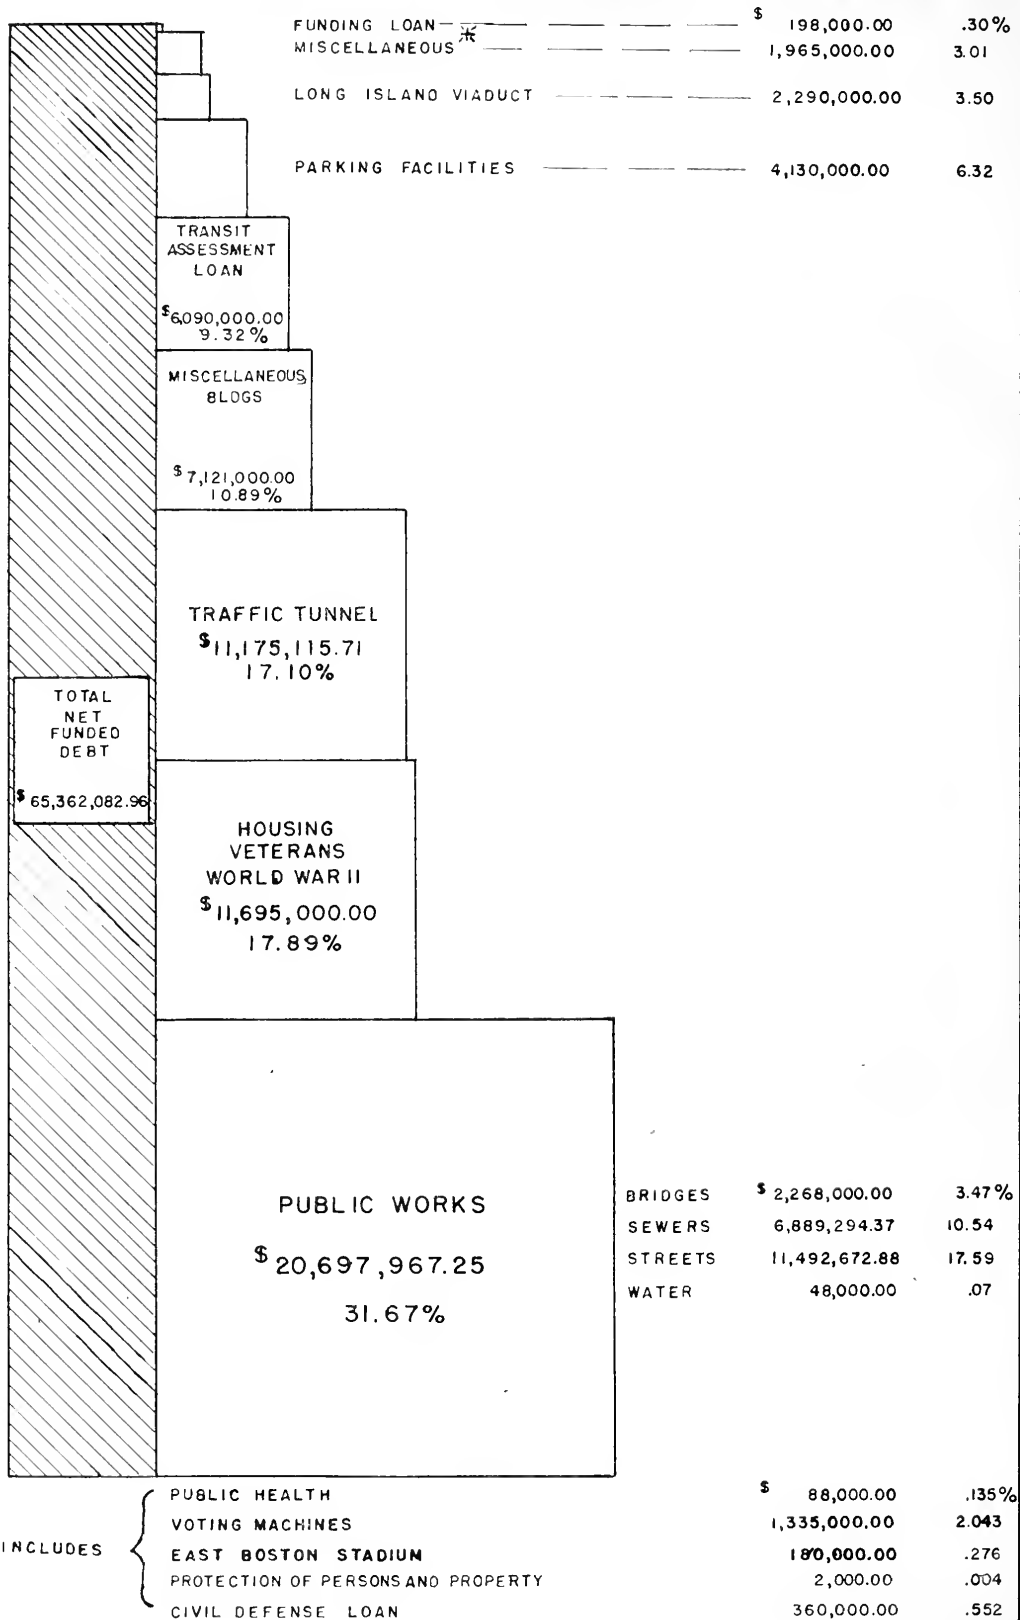 FUNDING LOAN $ 198,000.00 .30%
MISCELLANEOUS * 1,965,000.00 3.01
LONG ISLAND VIADUCT 2,290,000.00 3.50
PARKING FACILITIES 4,130,000.00 6.32
TRANSIT
ASSESSMENT
LOAN
$6,090,000.00
9.32%
MISCELLANEOUS
BLDGS
$7,121,000.00
10.89%
TRAFFIC TUNNEL
$11,175,115.71
17.10%
TOTAL
NET
FUNDED
DEBT
$65,362,082.96
HOUSING
VETERANS
WORLD WAR II
$11,695,000.00
17.89%
PUBLIC WORKS
$20,697,967.25
31.67%
BRIDGES $2,268,000.00 3.47%
SEWERS 6,889,294.37 10.54
STREETS 11,492,672.88 17.59
WATER 48,000.00 .07
INCLUDES
PUBLIC HEALTH $ 88,000.00 .135%
VOTING MACHINES 1,335,000.00 2.043
EAST BOSTON STADIUM 180,000.00 .276
PROTECTION OF PERSONS AND PROPERTY 2,000.00 .004
CIVIL DEFENSE LOAN 360,000.00 .552